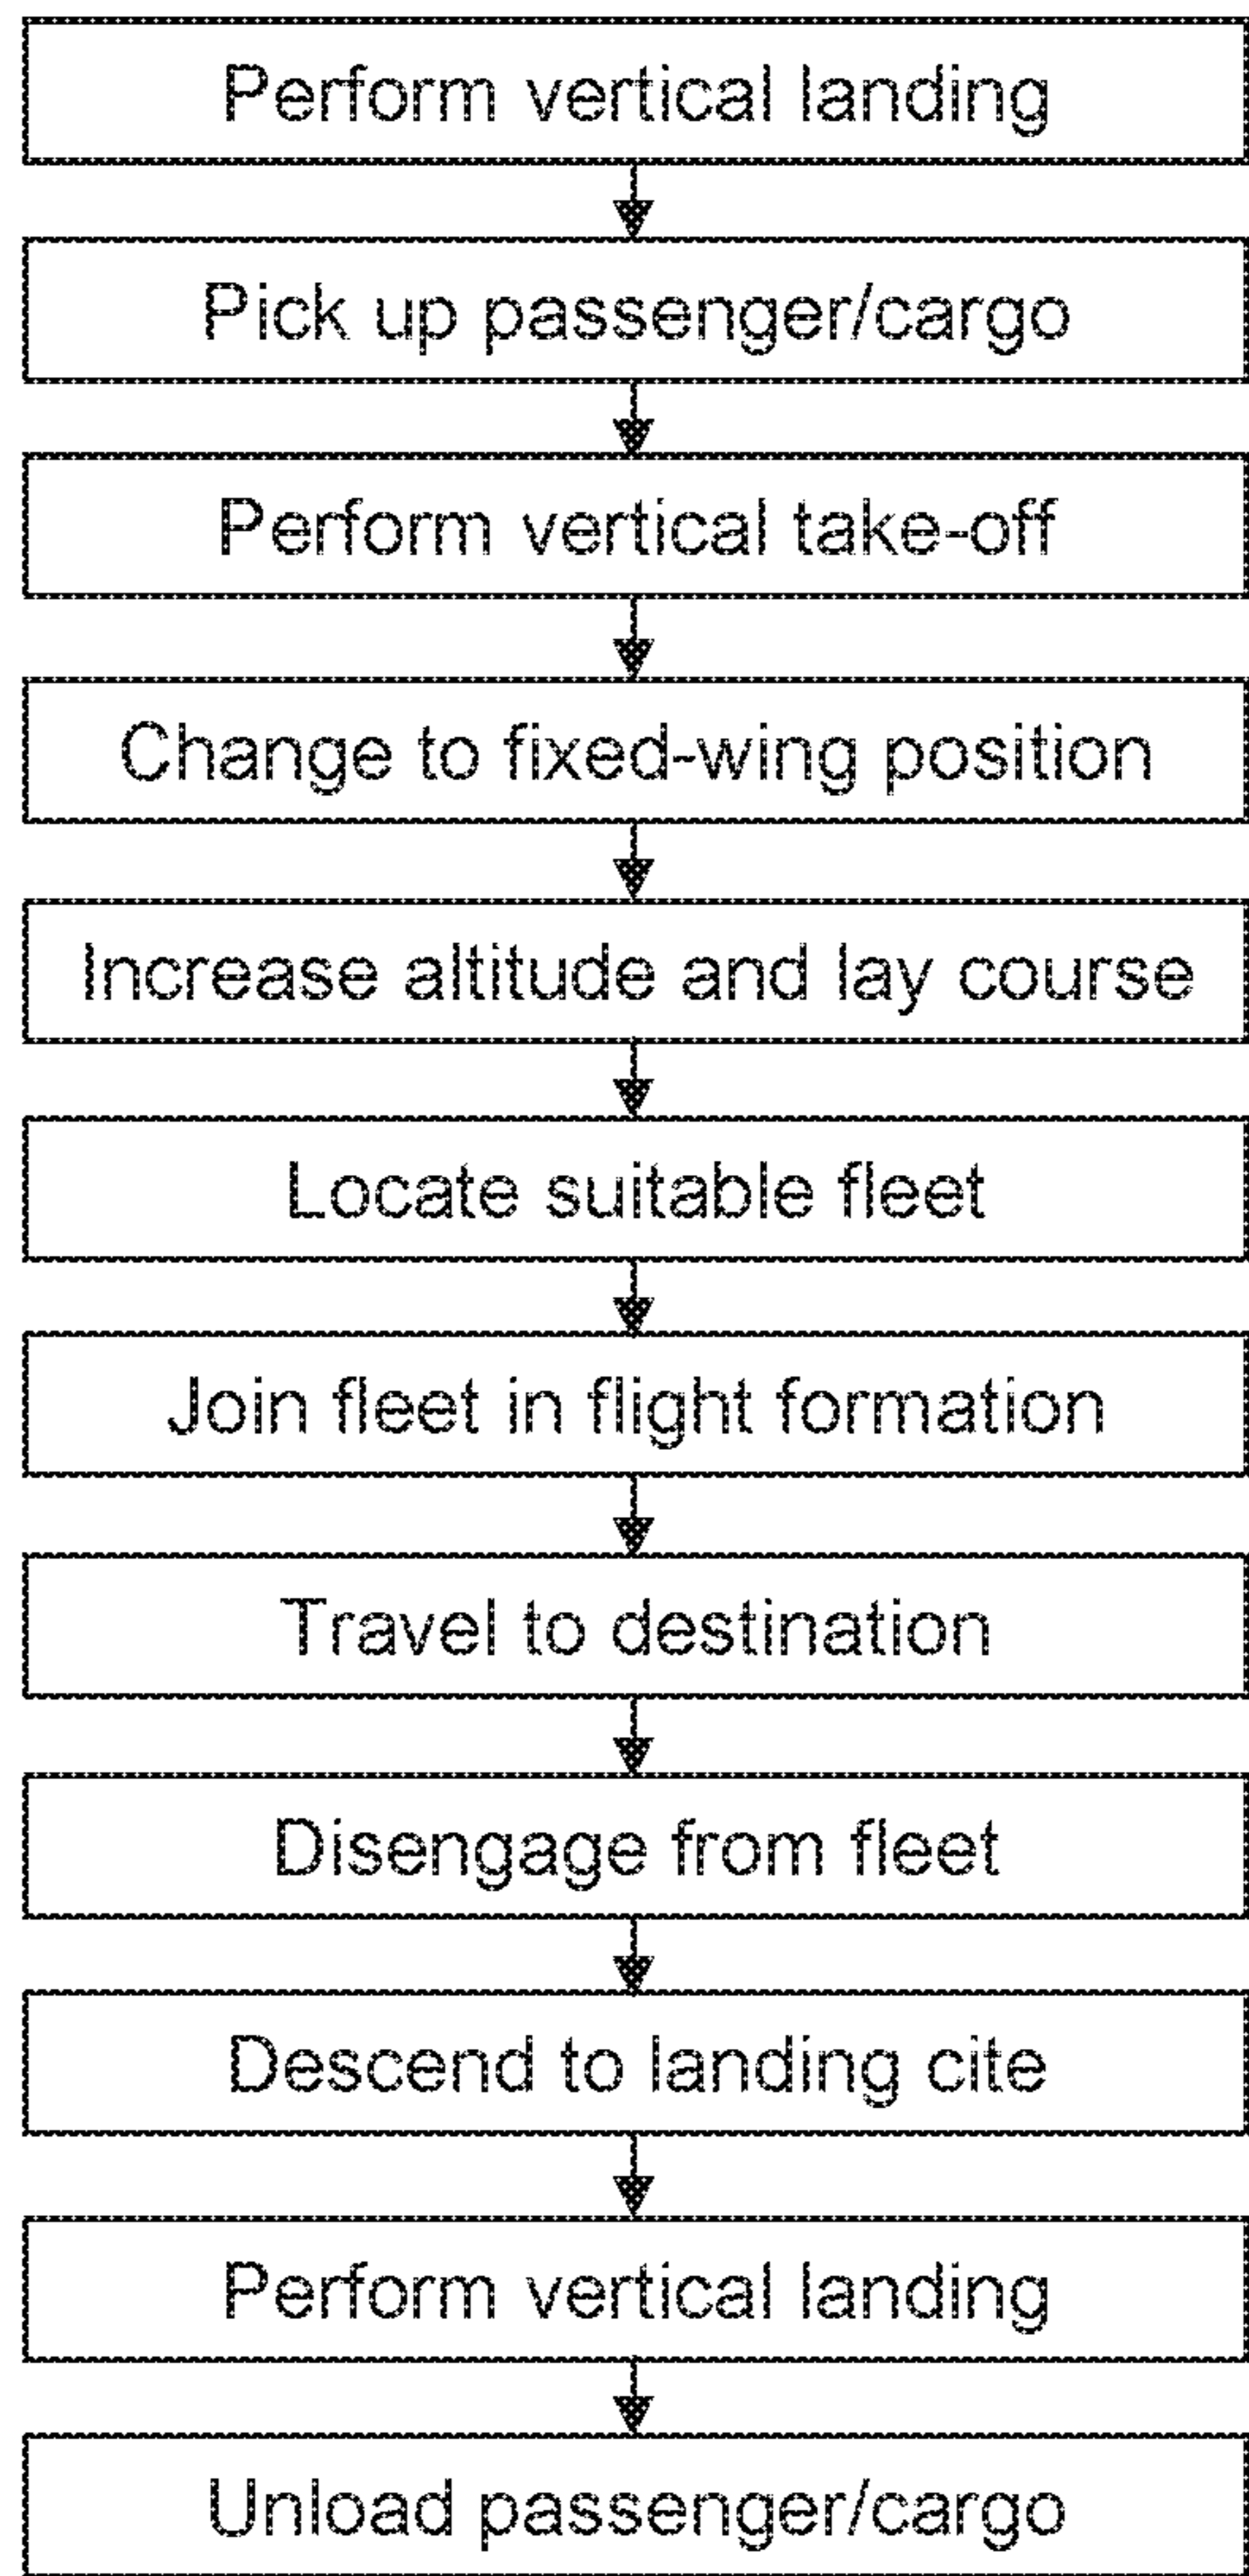 Perform vertical landing
Pick up passenger/cargo
Perform vertical take-off
Change to fixed-wing position
Increase altitude and lay course
Locate suitable fleet
Join fleet in flight formation
Travel to destination
Disengage from fleet
Descend to landing cite
Perform vertical landing
Unload passenger/cargo